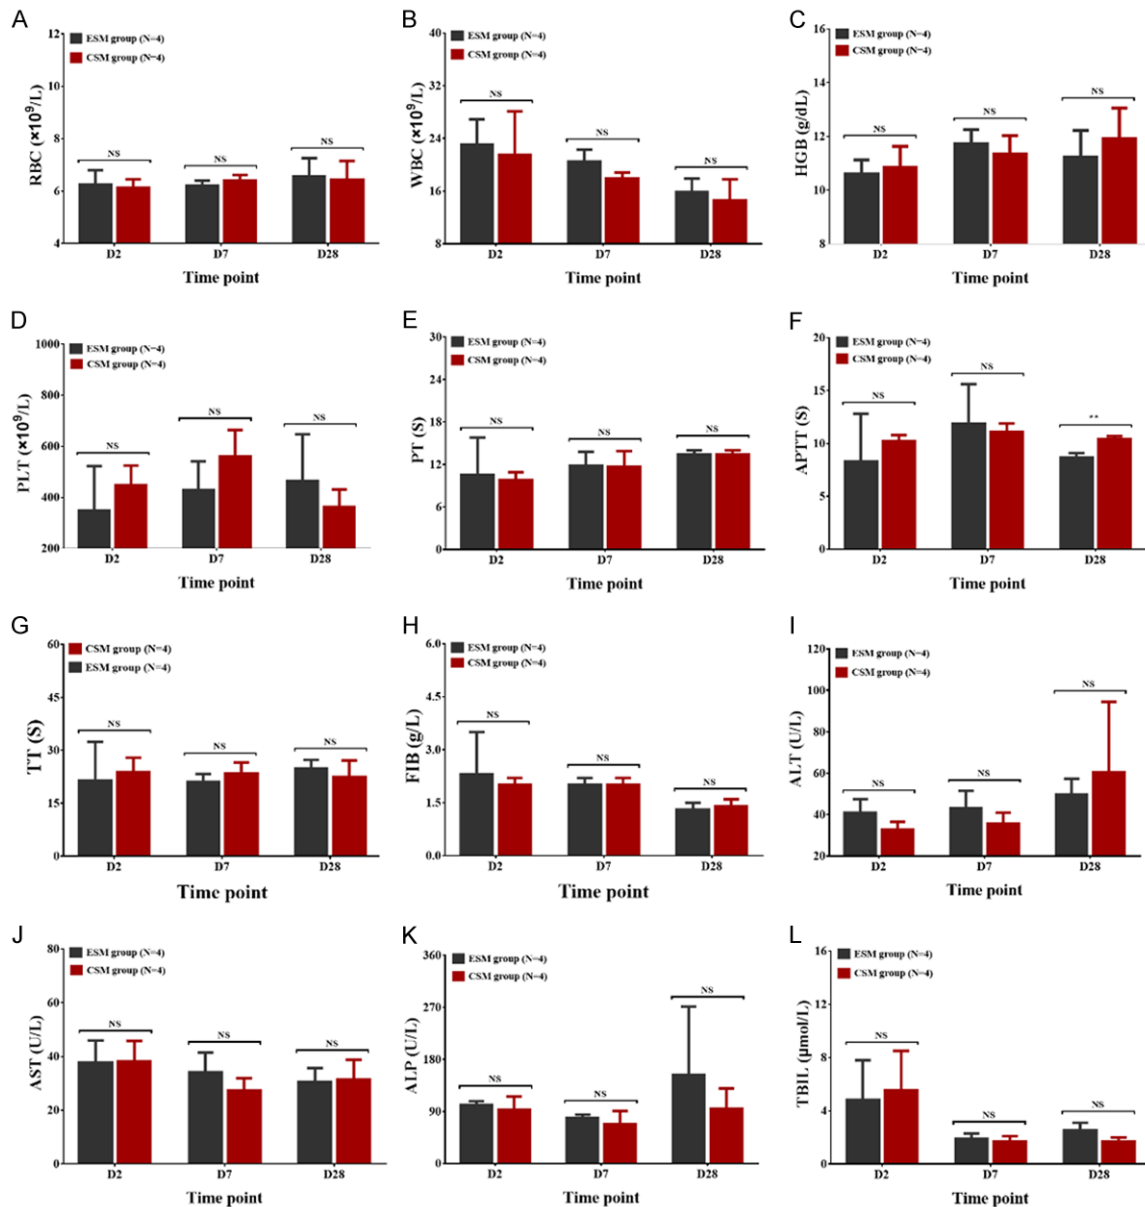 A
ESM group (N=4)
CSM group (N=4)
RBC (×10⁹/L)
12
10
8
6
4
NS
NS
NS
D2
D7
D28
Time point
B
ESM group (N=4)
CSM group (N=4)
WBC (×10⁹/L)
40
32
24
16
8
NS
NS
NS
D2
D7
D28
Time point
C
ESM group (N=4)
CSM group (N=4)
HGB (g/dL)
16
14
12
10
8
NS
NS
NS
D2
D7
D28
Time point
D
ESM group (N=4)
CSM group (N=4)
PLT (×10⁹/L)
1000
800
600
400
200
NS
NS
NS
D2
D7
D28
Time point
E
ESM group (N=4)
CSM group (N=4)
PT (S)
30
24
18
12
6
0
NS
NS
NS
D2
D7
D28
Time point
F
ESM group (N=4)
CSM group (N=4)
APTT (S)
20
15
10
5
0
NS
NS
**
D2
D7
D28
Time point
G
CSM group (N=4)
ESM group (N=4)
TT (S)
60
45
30
15
0
NS
NS
NS
D2
D7
D28
Time point
H
ESM group (N=4)
CSM group (N=4)
FIB (g/L)
6.0
4.5
3.0
1.5
0.0
NS
NS
NS
D2
D7
D28
Time point
I
ESM group (N=4)
CSM group (N=4)
ALT (U/L)
120
100
80
60
40
20
NS
NS
NS
D2
D7
D28
Time point
J
ESM group (N=4)
CSM group (N=4)
AST (U/L)
80
60
40
20
0
NS
NS
NS
D2
D7
D28
Time point
K
ESM group (N=4)
CSM group (N=4)
ALP (U/L)
360
270
180
90
0
NS
NS
NS
D2
D7
D28
Time point
L
ESM group (N=4)
CSM group (N=4)
TBIL (μmol/L)
16
12
8
4
0
NS
NS
NS
D2
D7
D28
Time point